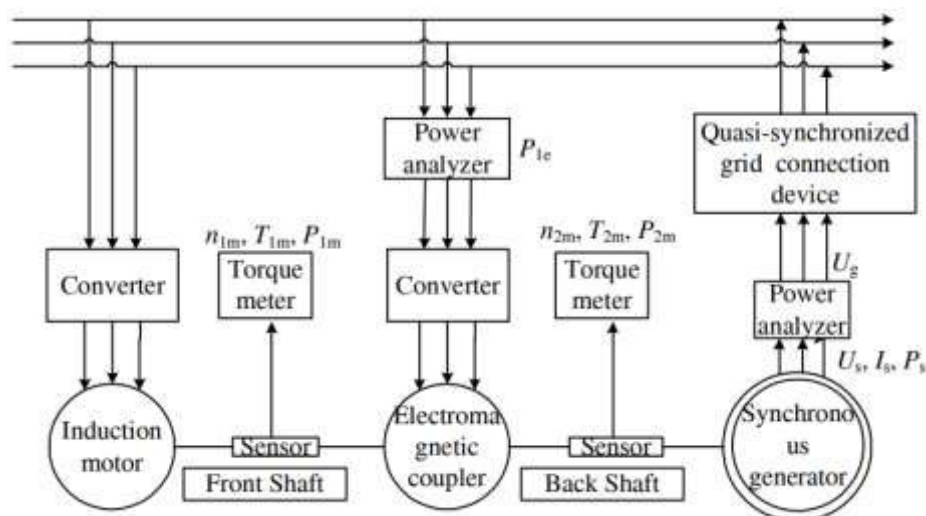 Power
analyzer
P1e
Quasi-synchronized
grid connection
device
n1m, T1m, P1m
n2m, T2m, P2m
Converter
Torque
meter
Converter
Torque
meter
Ug
Power
analyzer
Us, Is, Ps
Induction
motor
Sensor
Electroma
gnetic
coupler
Sensor
Synchrono
us
generator
Front Shaft
Back Shaft